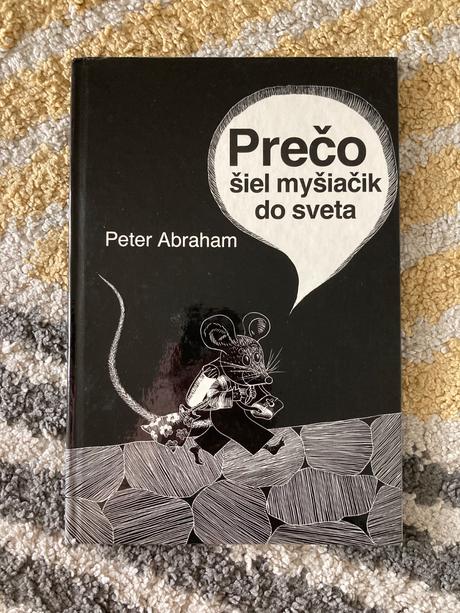 Prečo
šiel myšiačik
do sveta
Peter Abraham